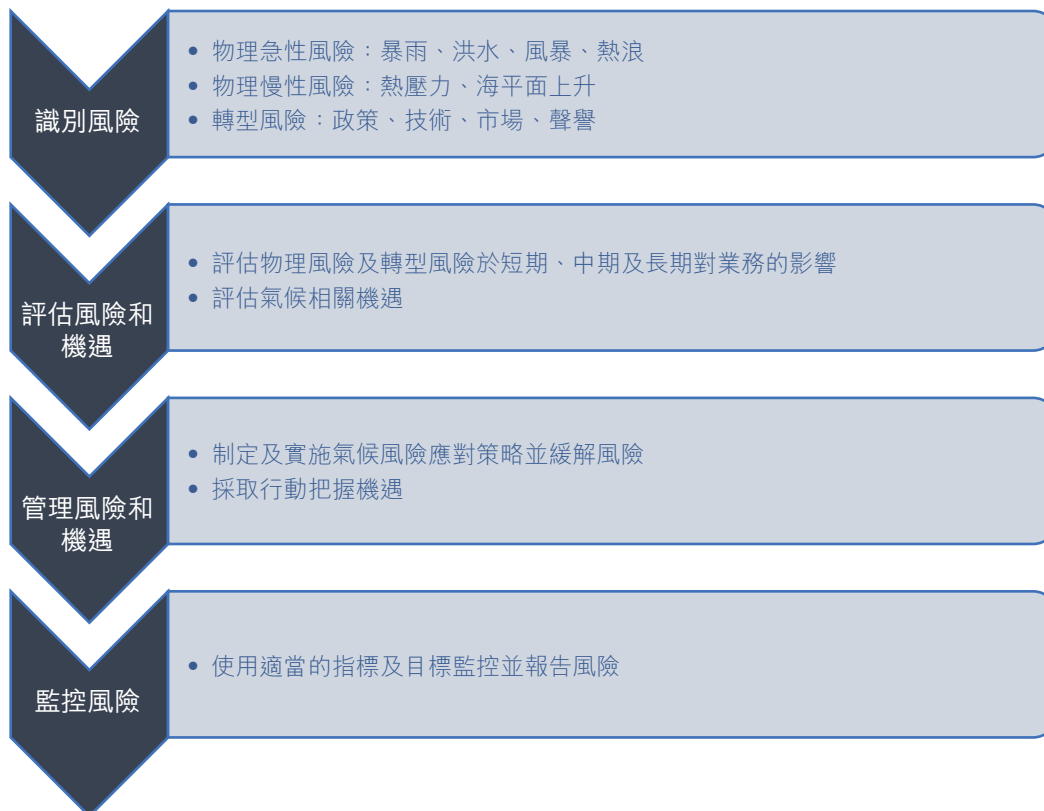 識別風險
• 物理急性風險：暴雨、洪水、風暴、熱浪
• 物理慢性風險：熱壓力、海平面上升
• 轉型風險：政策、技術、市場、聲譽
評估風險和
機遇
• 評估物理風險及轉型風險於短期、中期及長期對業務的影響
• 評估氣候相關機遇
管理風險和
機遇
• 制定及實施氣候風險應對策略並緩解風險
• 採取行動把握機遇
監控風險
• 使用適當的指標及目標監控並報告風險